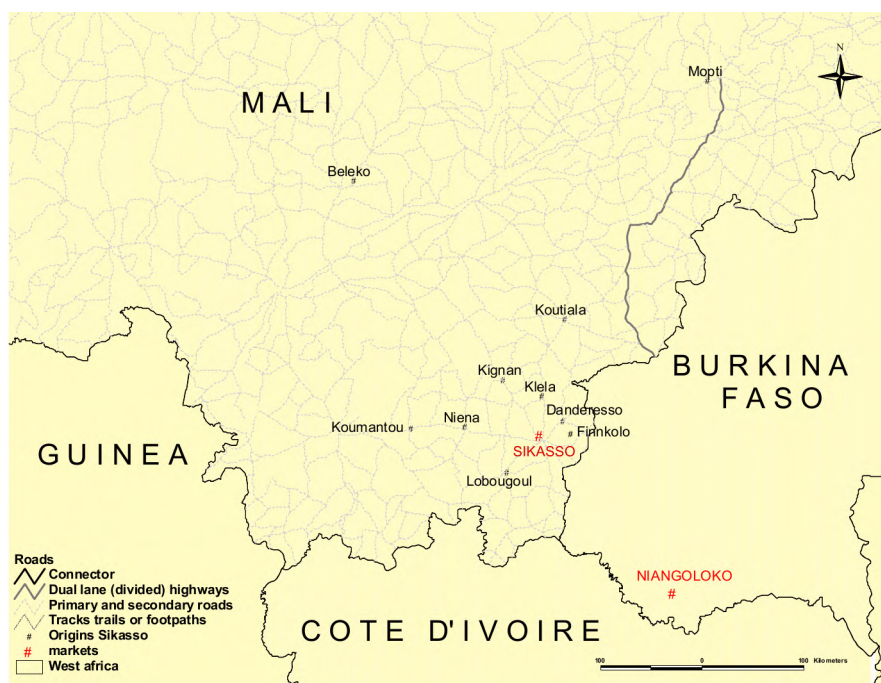 N
Mopti
MALI
Beleko
Koutiala
BURKINA
FASO
Kignan
Klela
Danderesso
Koumantou
Niena
Finnkolo
SIKASSO
GUINEA
Lobougoul
NIANGOLOKO
COTE D'IVOIRE
Roads
Connector
Dual lane (divided) highways
Primary and secondary roads
Tracks trails or footpaths
# Origins Sikasso
# markets
West africa
100 0 100 Kilometers